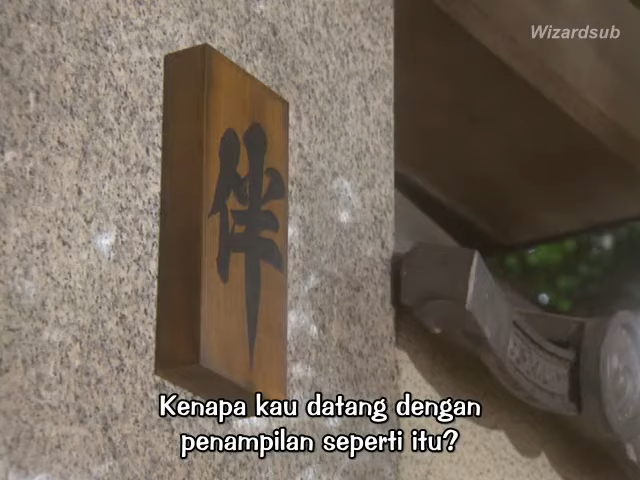 Wizardsub
伴
Kenapa kau datang dengan
penampilan seperti itu?